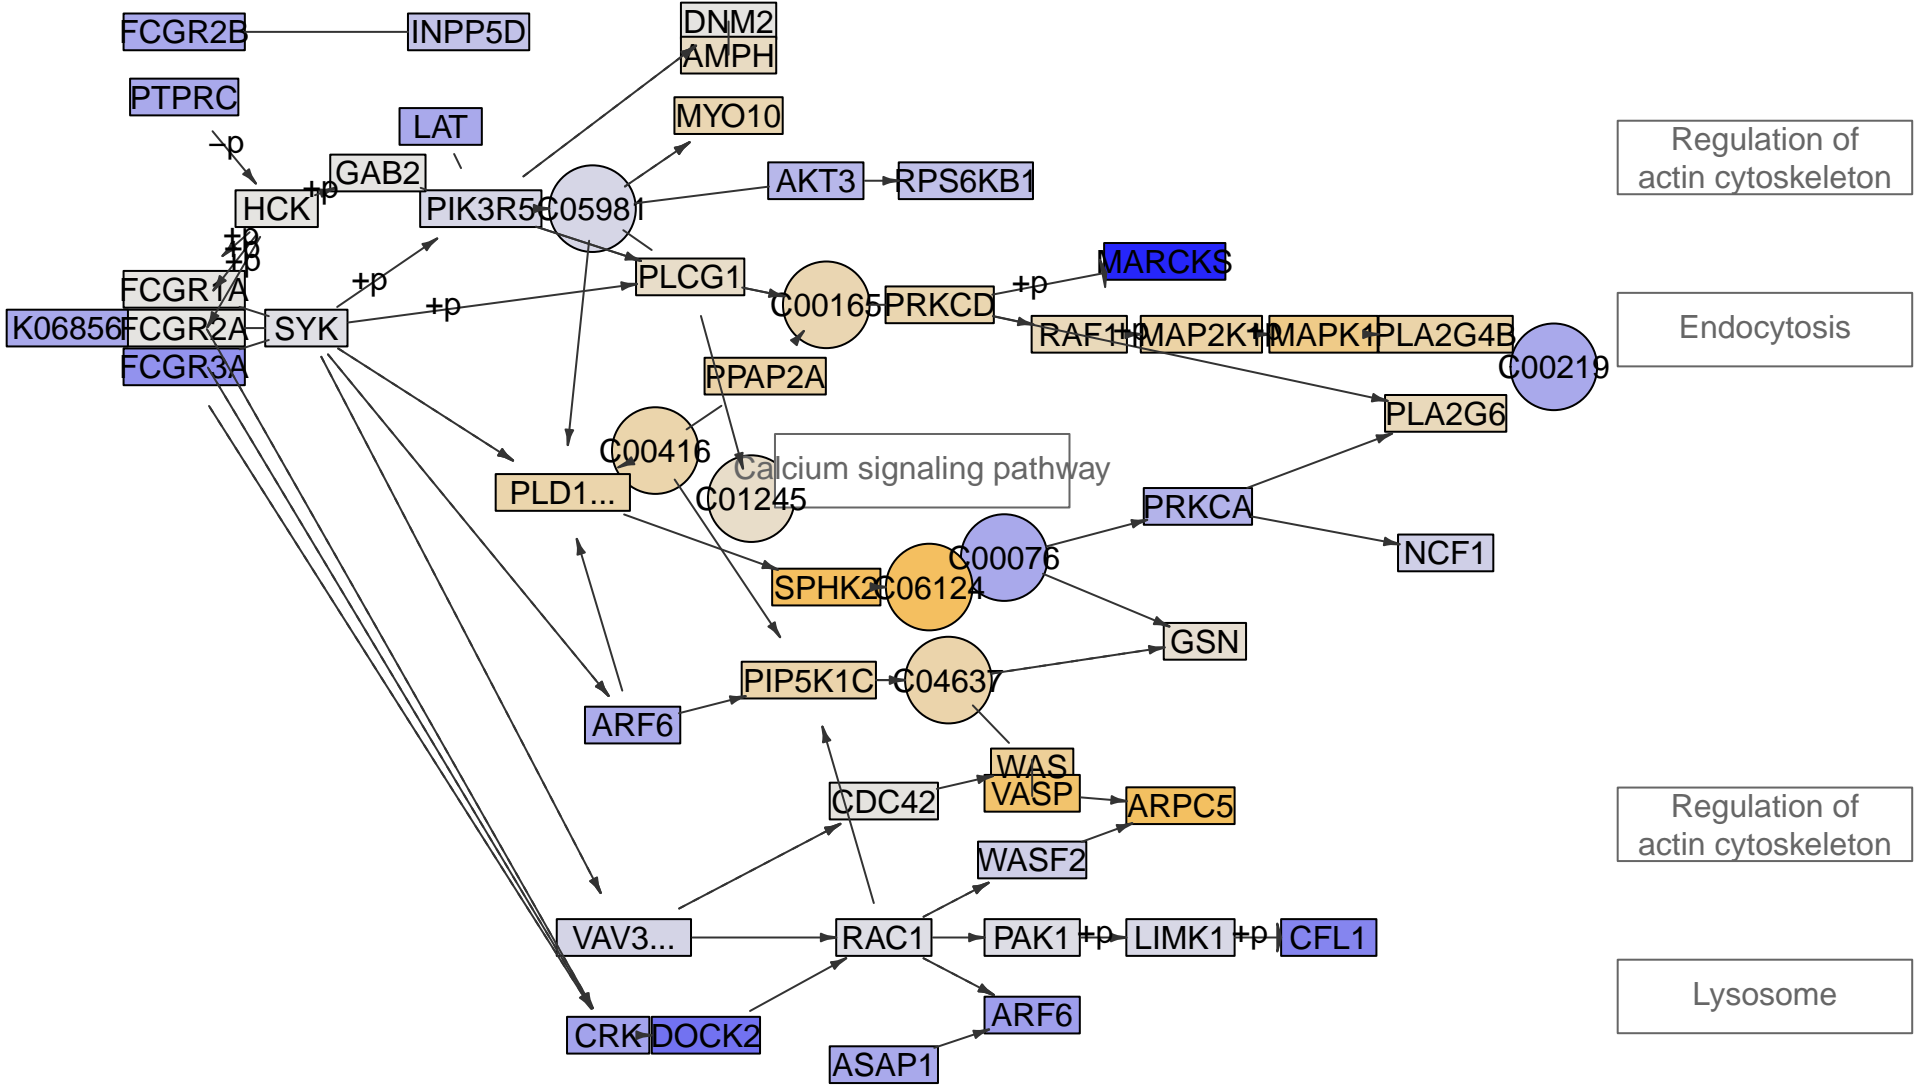 FCGR2B
INPP5D
DNM2
AMPH
PTPRC
LAT
MYO10
Regulation of
actin cytoskeleton
−p
GAB2
+p
HCK
PIK3R5
C05981
AKT3
RPS6KB1
+p
+p
+p
MARCKS
FCGR1A
+p
PLCG1
C00165
PRKCD
+p
K06856
FCGR2A
SYK
+p
RAF1
+p
MAP2K1
+p
MAPK1
PLA2G4B
Endocytosis
FCGR3A
PPAP2A
C00219
PLA2G6
C00416
Calcium signaling pathway
PLD1...
C01245
PRKCA
NCF1
C00076
SPHK2
C06124
GSN
PIP5K1C
C04637
ARF6
WAS
VASP
CDC42
ARPC5
Regulation of
actin cytoskeleton
WASF2
VAV3...
RAC1
PAK1
+p
LIMK1
+p
CFL1
Lysosome
ARF6
CRK
DOCK2
ASAP1